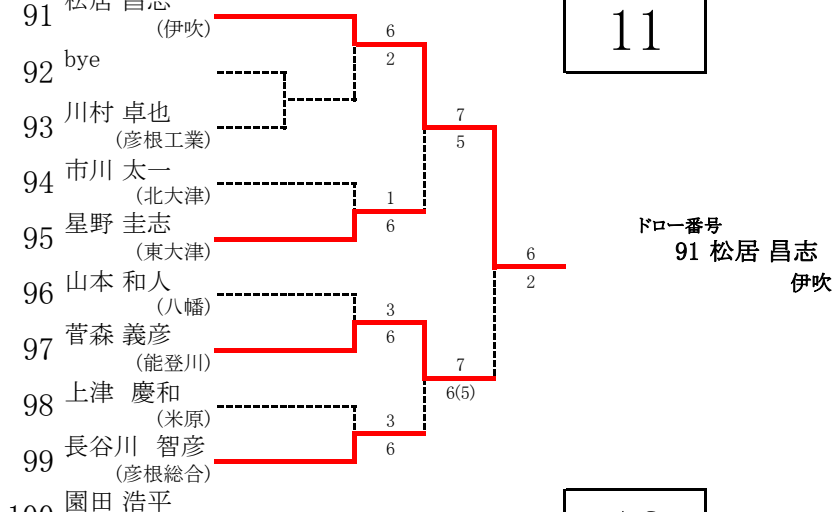 91 松居 昌志
(伊吹)
92 bye
93 川村 卓也
(彦根工業)
94 市川 太一
(北大津)
95 星野 圭志
(東大津)
96 山本 和人
(八幡)
97 菅森 義彦
(能登川)
98 上津 慶和
(米原)
99 長谷川 智彦
(彦根総合)
100 園田 浩平
6
2
1
6
3
6
3
6
7
5
7
6(5)
6
2
11
ドロー番号
91 松居 昌志
伊吹